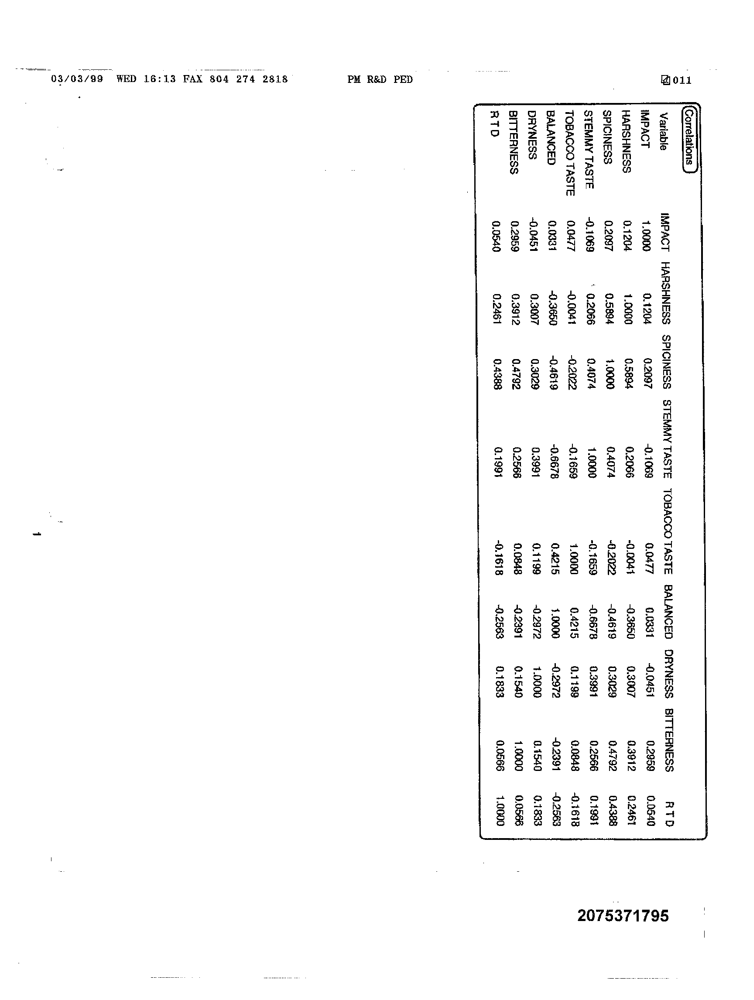 03/03/99 WED 16:13 FAX 804 274 2818 PM R&D PED 011
Correlations
Variable IMPACT HARSHNESS SPICINESS STEMMY TASTE TOBACCO TASTE BALANCED DRYNESS BITTERNESS R T D
IMPACT 1.0000 0.1204 0.2097 -0.1069 0.0477 0.0331 -0.0451 0.2959 0.0540
HARSHNESS 0.1204 1.0000 0.5894 0.2066 -0.0041 -0.3650 0.3007 0.3912 0.2461
SPICINESS 0.2097 0.5894 1.0000 0.4074 -0.2022 -0.4619 0.3029 0.4792 0.4388
STEMMY TASTE -0.1069 0.2066 0.4074 1.0000 -0.1659 -0.6678 0.3991 0.2566 0.1991
TOBACCO TASTE 0.0477 -0.0041 -0.2022 -0.1659 1.0000 0.4215 0.1199 0.0848 -0.1618
BALANCED 0.0331 -0.3650 -0.4619 -0.6678 0.4215 1.0000 -0.2972 -0.2391 -0.2563
DRYNESS -0.0451 0.3007 0.3029 0.3991 0.1199 -0.2972 1.0000 0.1540 0.1833
BITTERNESS 0.2959 0.3912 0.4792 0.2566 0.0848 -0.2391 0.1540 1.0000 0.0566
R T D 0.0540 0.2461 0.4388 0.1991 -0.1618 -0.2563 0.1833 0.0566 1.0000
1
2075371795